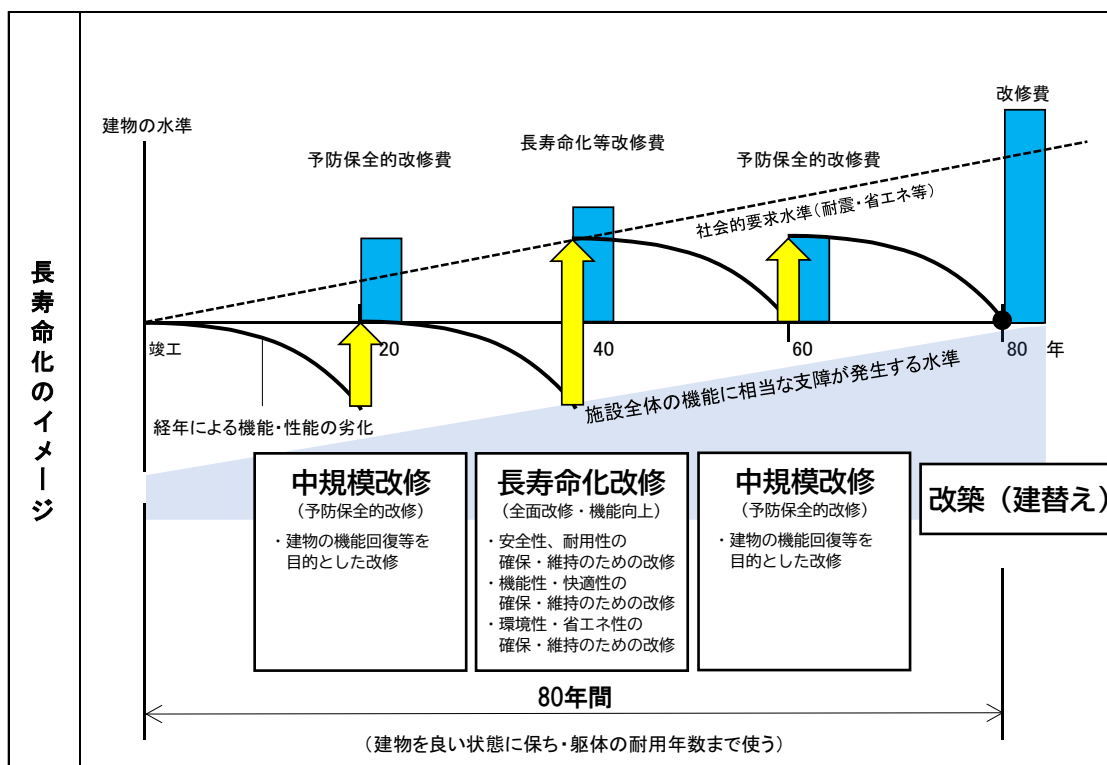 長寿命化のイメージ
改修費
建物の水準
長寿命化等改修費
予防保全的改修費
予防保全的改修費
社会的要求水準(耐震・省エネ等)
竣工
20
40
60
80 年
施設全体の機能に相当な支障が発生する水準
経年による機能・性能の劣化
中規模改修
(予防保全的改修)
・建物の機能回復等を
目的とした改修
長寿命化改修
(全面改修・機能向上)
・安全性、耐用性の
確保・維持のための改修
・機能性・快適性の
確保・維持のための改修
・環境性・省エネ性の
確保・維持のための改修
中規模改修
(予防保全的改修)
・建物の機能回復等を
目的とした改修
改築(建替え)
80年間
(建物を良い状態に保ち・躯体の耐用年数まで使う)